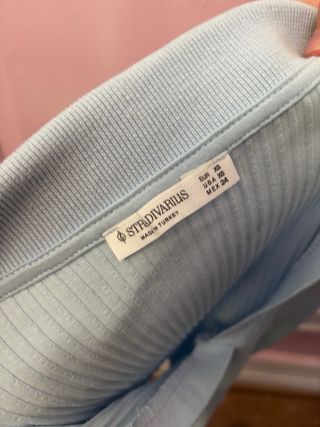 STRADIVARIUS
MADE IN TURKEY
EUR XS
USA XS
MEX 24